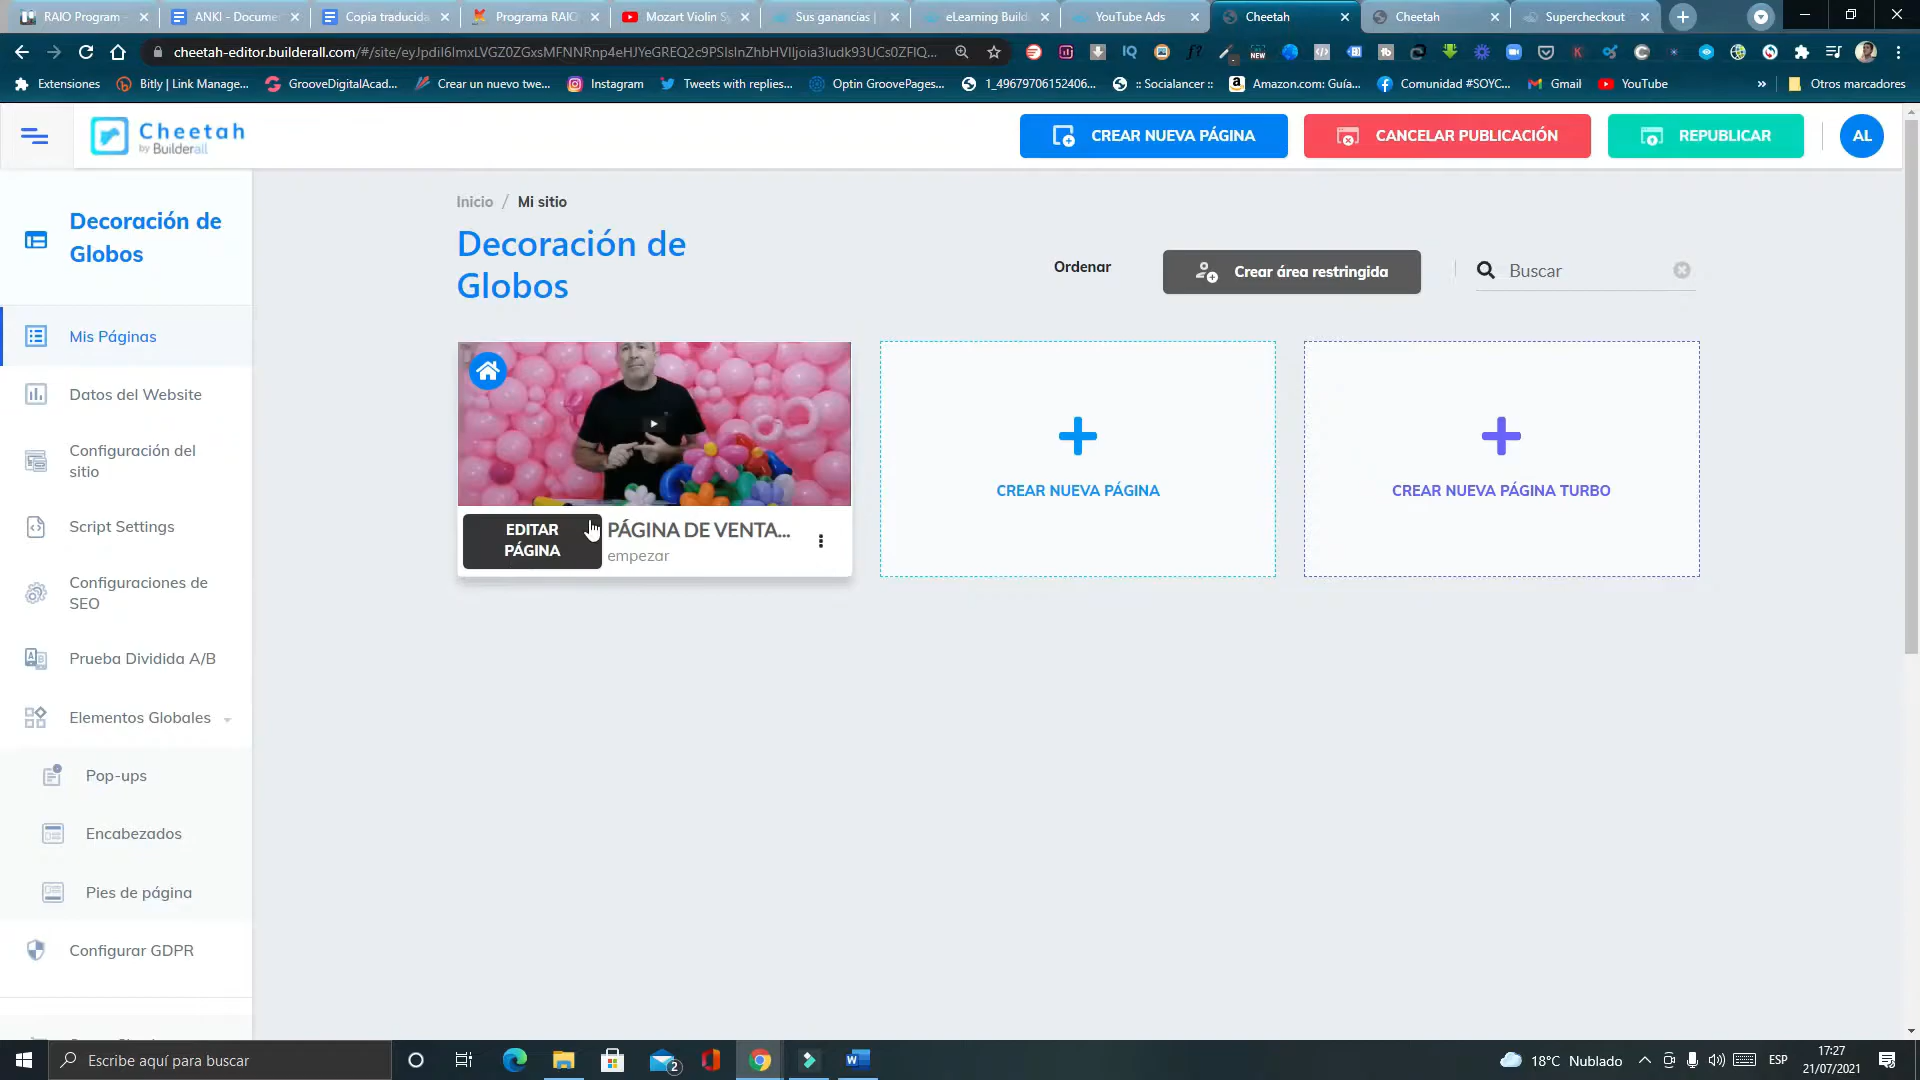 RAIO Program -
ANKI - Docume
Copia traducida
Programa RAIO
Mozart Violin Sy
Sus ganancias |
eLearning Build
YouTube Ads
Cheetah
Cheetah
Supercheckout
Extensiones
Bitly | Link Manage...
GrooveDigitalAcad...
Crear un nuevo twe...
Instagram
Tweets with replies...
Optin GroovePages...
1_49679706152406...
:: Socialancer ::
Amazon.com: Guía...
Comunidad #SOYC...
Gmail
YouTube
»
Otros marcadores
Cheetah
by Builderall
CREAR NUEVA PÁGINA
CANCELAR PUBLICACIÓN
REPUBLICAR
AL
Decoración de
Globos
Mis Páginas
Datos del Website
Configuración del
sitio
Script Settings
Configuraciones de
SEO
Prueba Dividida A/B
Elementos Globales
Pop-ups
Encabezados
Pies de página
Configurar GDPR
Inicio / Mi sitio
Decoración de
Globos
Ordenar
Crear área restringida
Buscar
EDITAR
PÁGINA
PÁGINA DE VENTA...
empezar
CREAR NUEVA PÁGINA
CREAR NUEVA PÁGINA TURBO
Escribe aquí para buscar
2
18°C Nublado
ESP
17:27
21/07/2021